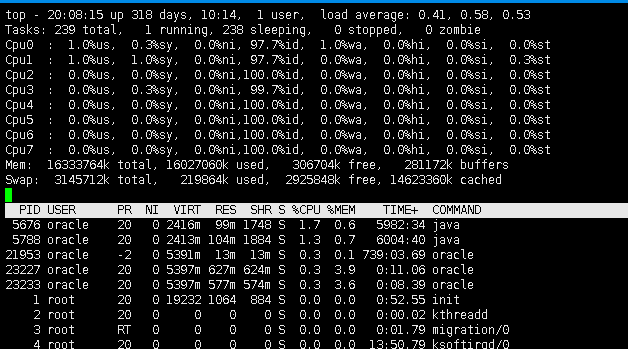 top - 20:08:15 up 318 days, 10:14,  1 user,  load average: 0.41, 0.58, 0.53
Tasks: 239 total,   1 running, 238 sleeping,   0 stopped,   0 zombie
Cpu0  :  1.0%us,  0.3%sy,  0.0%ni, 97.7%id,  1.0%wa,  0.0%hi,  0.0%si,  0.0%st
Cpu1  :  1.0%us,  1.0%sy,  0.0%ni, 97.7%id,  0.0%wa,  0.0%hi,  0.0%si,  0.3%st
Cpu2  :  0.0%us,  0.0%sy,  0.0%ni,100.0%id,  0.0%wa,  0.0%hi,  0.0%si,  0.0%st
Cpu3  :  0.0%us,  0.3%sy,  0.0%ni, 99.7%id,  0.0%wa,  0.0%hi,  0.0%si,  0.0%st
Cpu4  :  0.0%us,  0.0%sy,  0.0%ni,100.0%id,  0.0%wa,  0.0%hi,  0.0%si,  0.0%st
Cpu5  :  0.0%us,  0.0%sy,  0.0%ni,100.0%id,  0.0%wa,  0.0%hi,  0.0%si,  0.0%st
Cpu6  :  0.0%us,  0.0%sy,  0.0%ni,100.0%id,  0.0%wa,  0.0%hi,  0.0%si,  0.0%st
Cpu7  :  0.0%us,  0.0%sy,  0.0%ni,100.0%id,  0.0%wa,  0.0%hi,  0.0%si,  0.0%st
Mem:  16333764k total, 16027060k used,   306704k free,   281172k buffers
Swap:  3145712k total,   219864k used,  2925848k free, 14623360k cached
PID USER      PR  NI  VIRT  RES  SHR S %CPU %MEM    TIME+  COMMAND
5676 oracle    20   0 2416m  99m 1748 S  1.7  0.6   5982:34 java
5788 oracle    20   0 2413m 104m 1884 S  1.3  0.7   6004:40 java
21953 oracle    -2   0 5391m  13m  13m S  0.3  0.1 739:03.69 oracle
23227 oracle    20   0 5397m 627m 624m S  0.3  3.9   0:11.06 oracle
23233 oracle    20   0 5397m 577m 574m S  0.3  3.6   0:08.39 oracle
1 root      20   0 19232 1064  884 S  0.0  0.0   0:52.55 init
2 root      20   0     0    0    0 S  0.0  0.0   0:00.02 kthreadd
3 root      RT   0     0    0    0 S  0.0  0.0   0:01.79 migration/0
4 root      20   0     0    0    0 S  0.0  0.0  13:50.79 ksoftirqd/0